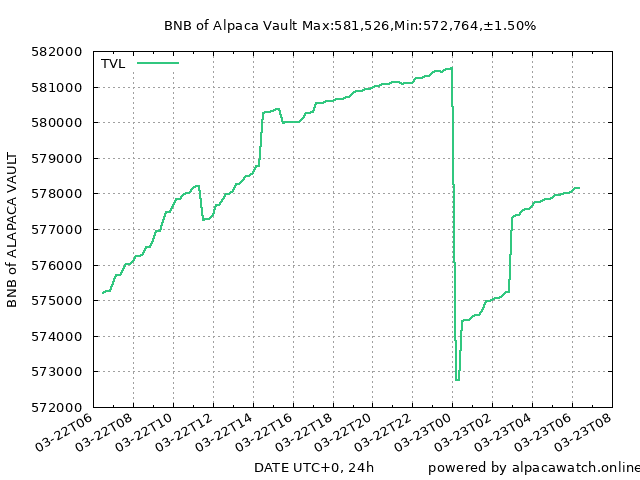 BNB of Alpaca Vault Max:581,526,Min:572,764,±1.50%
TVL
582000
581000
580000
579000
578000
577000
576000
575000
574000
573000
572000
BNB of ALAPACA VAULT
03-22T06
03-22T08
03-22T10
03-22T12
03-22T14
03-22T16
03-22T18
03-22T20
03-22T22
03-23T00
03-23T02
03-23T04
03-23T06
03-23T08
DATE UTC+0, 24h
powered by alpacawatch.online